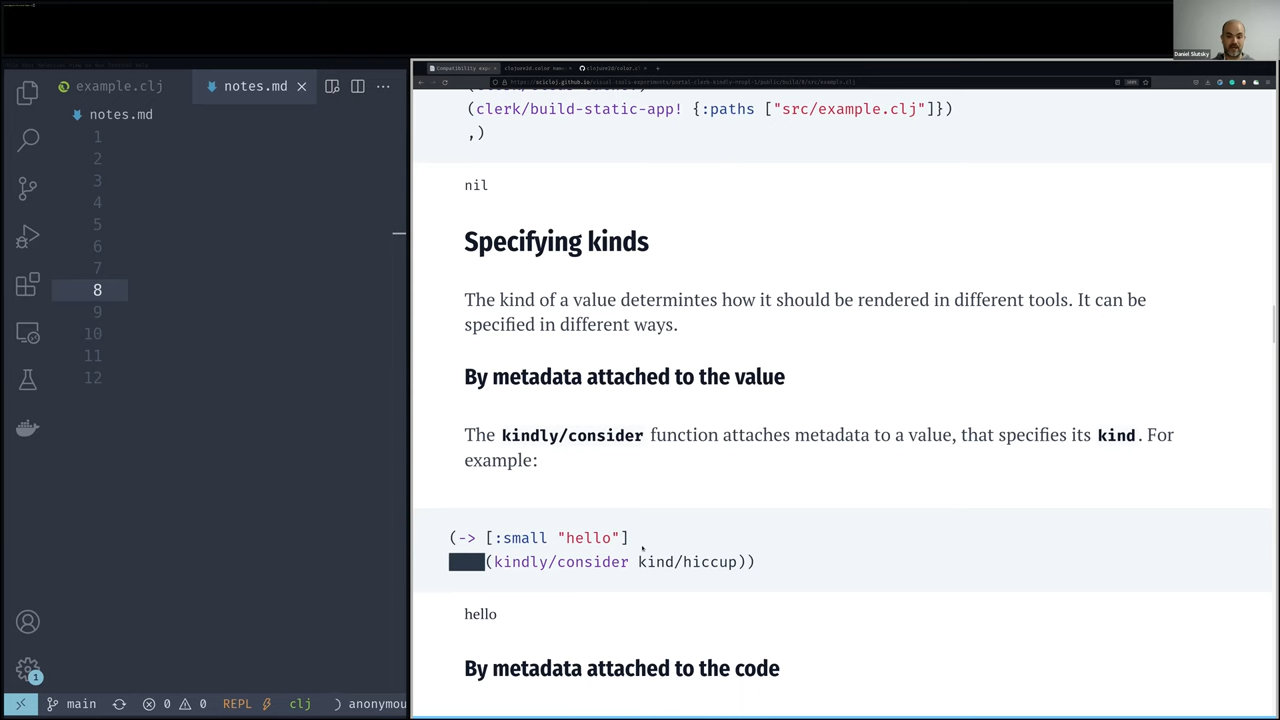 Daniel Slutsky
example.clj
notes.md
notes.md
1
2
3
4
5
6
7
8
9
10
11
12
(clerk/build-static-app! {:paths ["src/example.clj"]})
,)
nil
Specifying kinds
The kind of a value determintes how it should be rendered in different tools. It can be
specified in different ways.
By metadata attached to the value
The kindly/consider function attaches metadata to a value, that specifies its kind. For
example:
(-> [:small "hello"]
(kindly/consider kind/hiccup))
hello
By metadata attached to the code
1
main 0 0 REPL clj anonymou